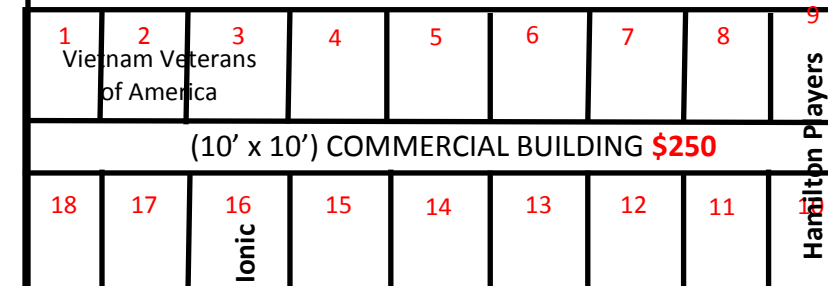 1 2 3 4 5 6 7 8 9
Vietnam Veterans
of America
Hamilton Players
(10’ x 10’) COMMERCIAL BUILDING $250
18 17 16 15 14 13 12 11 10
Ionic